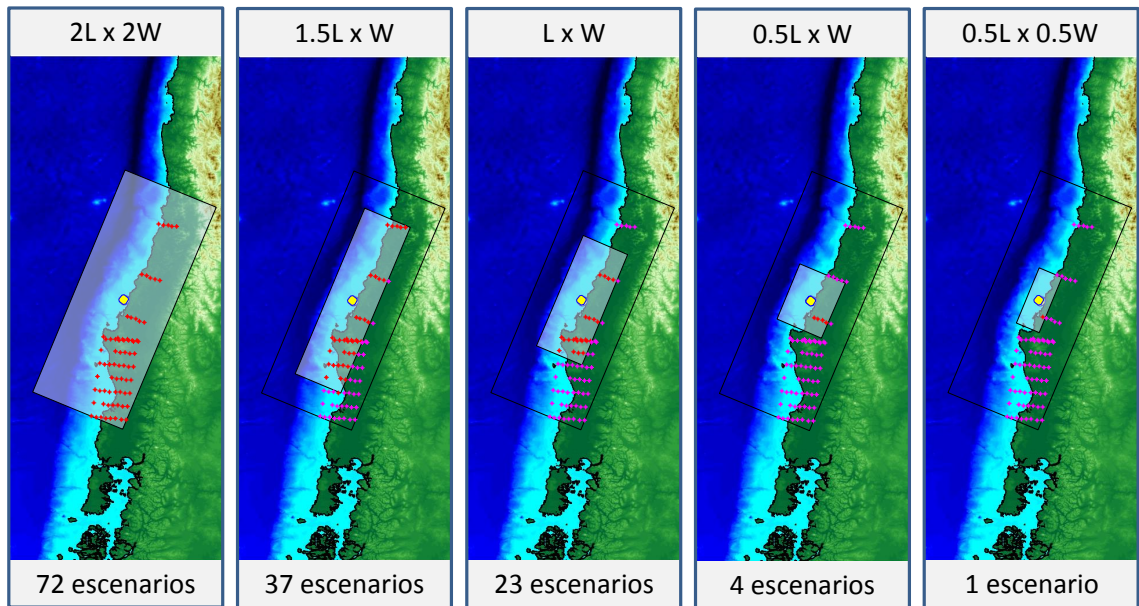 2L x 2W
1.5L x W
L x W
0.5L x W
0.5L x 0.5W
72 escenarios
37 escenarios
23 escenarios
4 escenarios
1 escenario